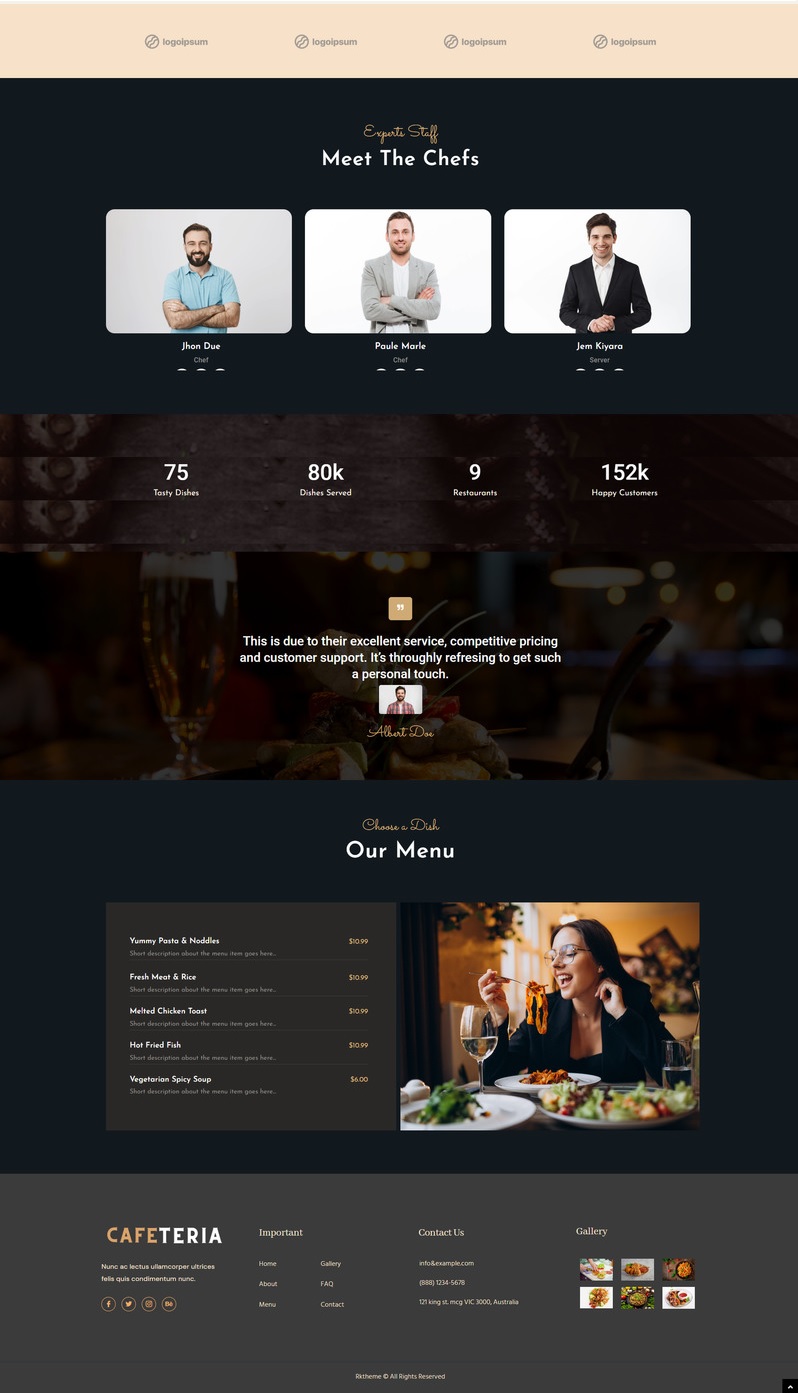 logoipsum logoipsum logoipsum logoipsum
Experts Staff
Meet The Chefs
Jhon Due
Chef
Paule Marle
Chef
Jem Kiyara
Server
75
Tasty Dishes
80k
Dishes Served
9
Restaurants
152k
Happy Customers
This is due to their excellent service, competitive pricing
and customer support. It's throughly refresing to get such
a personal touch.
Albert Doe
Choose a Dish
Our Menu
Yummy Pasta & Noddles $10.99
Short description about the menu item goes here...
Fresh Meat & Rice $10.99
Short description about the menu item goes here...
Melted Chicken Toast $10.99
Short description about the menu item goes here...
Hot Fried Fish $10.99
Short description about the menu item goes here...
Vegetarian Spicy Soup $6.00
Short description about the menu item goes here...
CAFETERIA
Nunc ac lectus ullamcorper ultrices
felis quis condimentum nunc.
Bē
Important
Home
About
Menu
Gallery
FAQ
Contact
Contact Us
info&example.com
(888) 1234-5678
121 king st. mcg VIC 3000, Australia
Gallery
Rktheme © All Rights Reserved